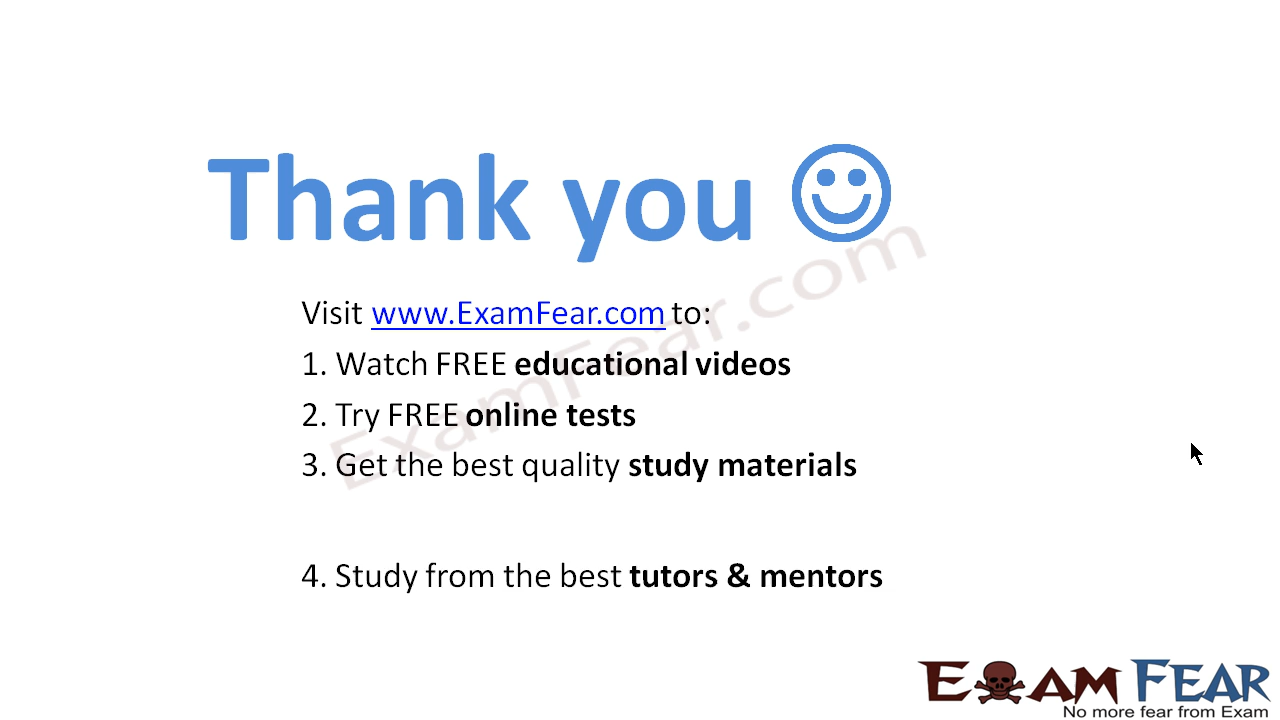 Thank you
Visit www.ExamFear.com to:
1. Watch FREE educational videos
2. Try FREE online tests
3. Get the best quality study materials
4. Study from the best tutors & mentors
ExamFear.com
EXAM FEAR
No more fear from Exam